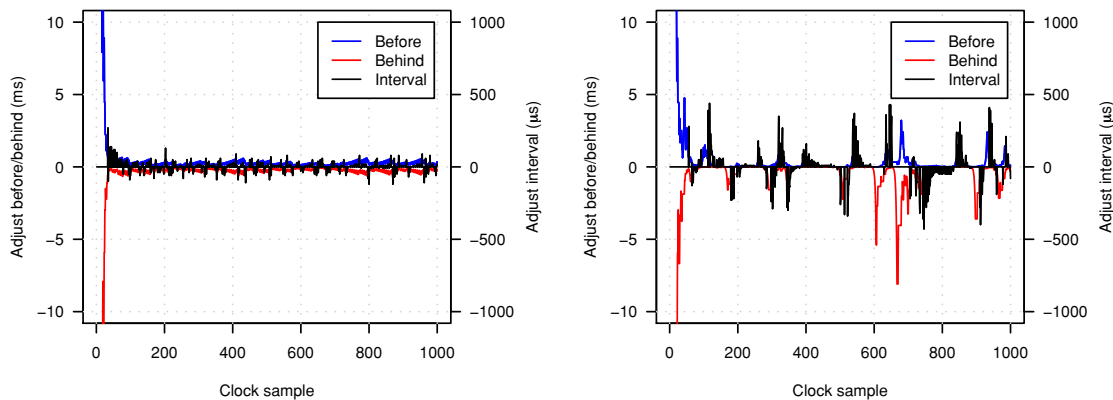 10
5
0
−5
−10
Adjust before/behind (ms)
1000
500
0
−500
−1000
Adjust interval (µs)
Before
Behind
Interval
0 200 400 600 800 1000
Clock sample
10
5
0
−5
−10
Adjust before/behind (ms)
1000
500
0
−500
−1000
Adjust interval (µs)
Before
Behind
Interval
0 200 400 600 800 1000
Clock sample